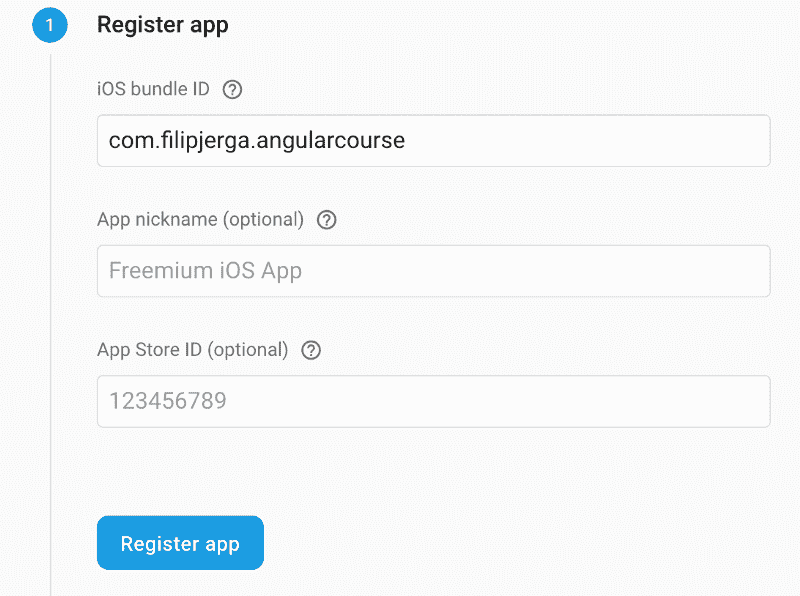 1 Register app
iOS bundle ID ?
com.filipjerga.angularcourse
App nickname (optional) ?
Freemium iOS App
App Store ID (optional) ?
123456789
Register app